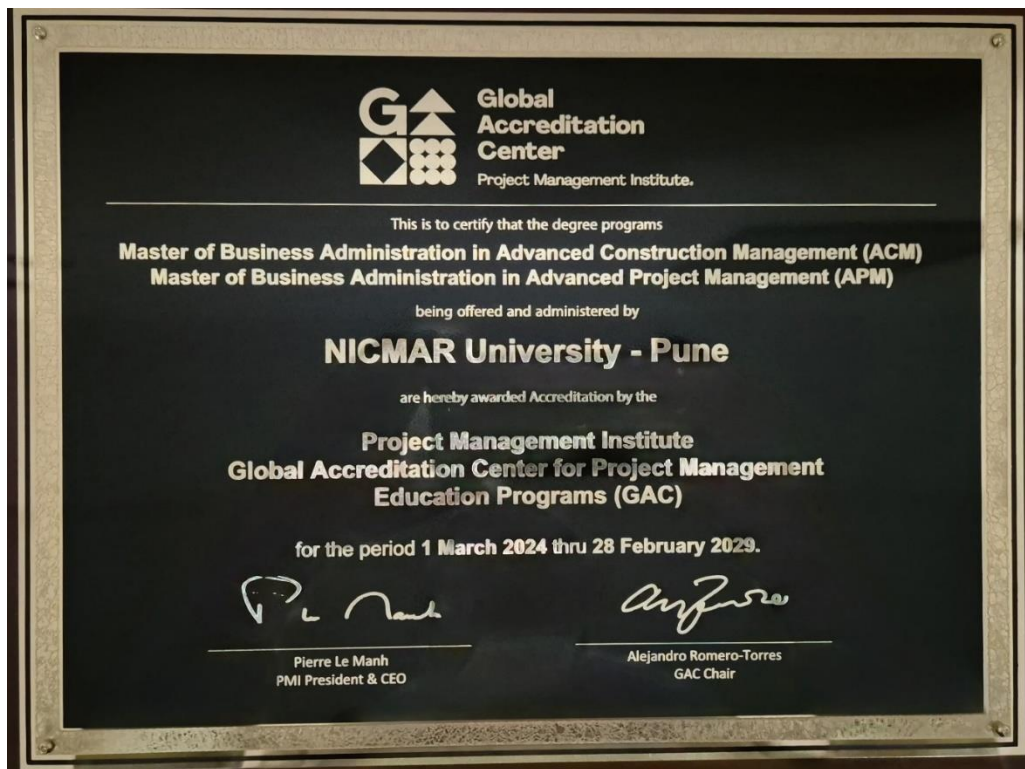 Global
Accreditation
Center
Project Management Institute.
This is to certify that the degree programs
Master of Business Administration in Advanced Construction Management (ACM)
Master of Business Administration in Advanced Project Management (APM)
being offered and administered by
NICMAR University - Pune
are hereby awarded Accreditation by the
Project Management Institute
Global Accreditation Center for Project Management
Education Programs (GAC)
for the period 1 March 2024 thru 28 February 2029.
Pierre Le Manh
PMI President & CEO
Alejandro Romero-Torres
GAC Chair